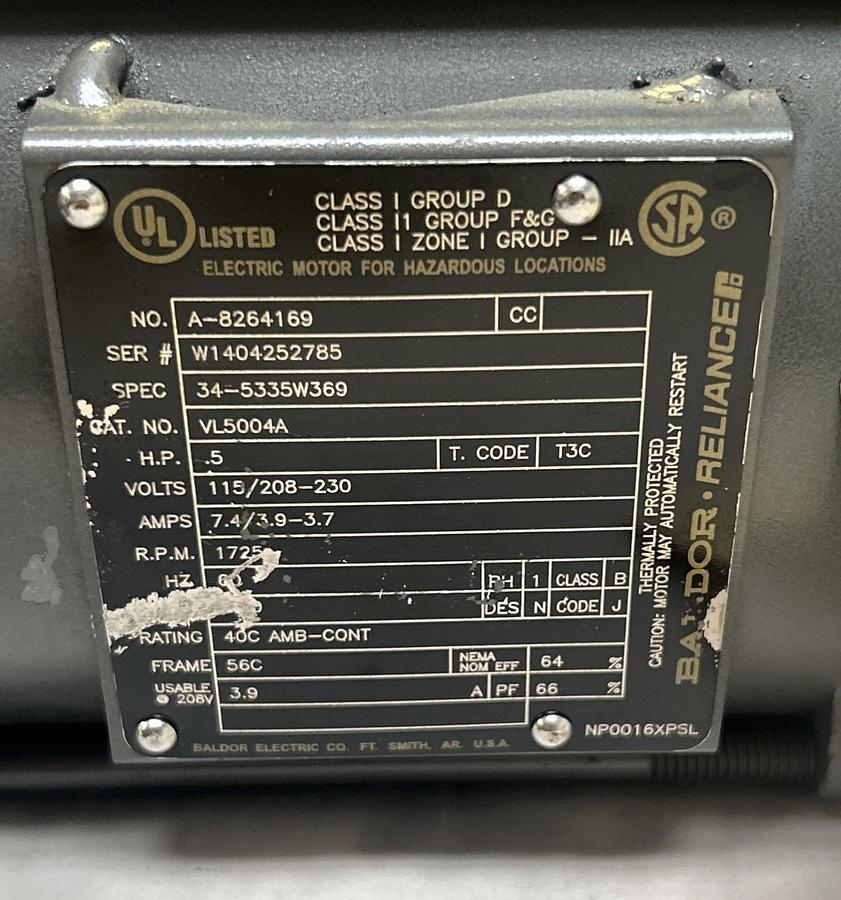 UL® LISTED
CLASS I GROUP D
CLASS I1 GROUP F&G
CLASS I ZONE I GROUP - IIA
SA ®
ELECTRIC MOTOR FOR HAZARDOUS LOCATIONS
NO. A-8264169 CC
SER # W1404252785
SPEC 34-5335W369
CAT. NO. VL5004A
H.P. .5 T. CODE T3C
VOLTS 115/208-230
AMPS 7.4/3.9-3.7
R.P.M. 1725
HZ 60 PH 1 CLASS B
DES N CODE J
RATING 40C AMB-CONT
FRAME 56C NEMA NOM EFF 64 %
USABLE @ 208V 3.9 A PF 66 %
BALDOR ELECTRIC CO. FT. SMITH, AR. U.S.A.
NP0016XPSL
THERMALLY PROTECTED
CAUTION: MOTOR MAY AUTOMATICALLY RESTART
BALDOR • RELIANCE